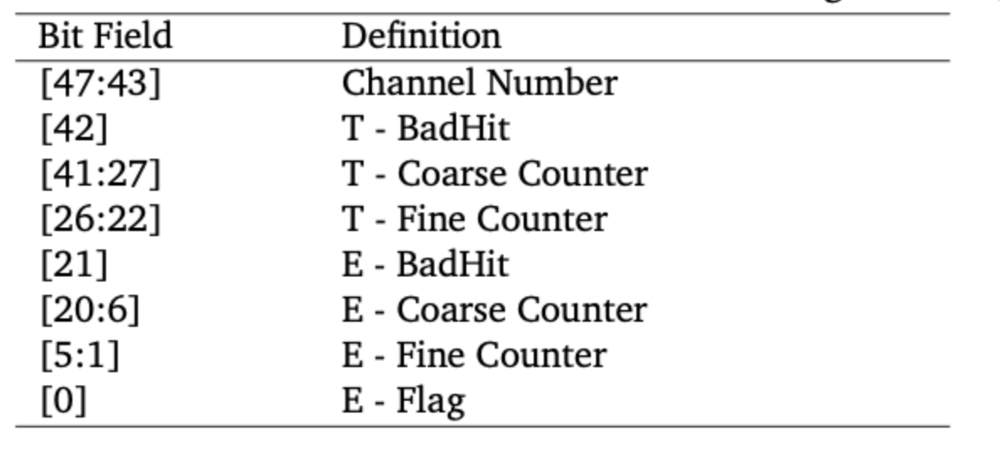 Bit Field Definition
[47:43] Channel Number
[42] T - BadHit
[41:27] T - Coarse Counter
[26:22] T - Fine Counter
[21] E - BadHit
[20:6] E - Coarse Counter
[5:1] E - Fine Counter
[0] E - Flag